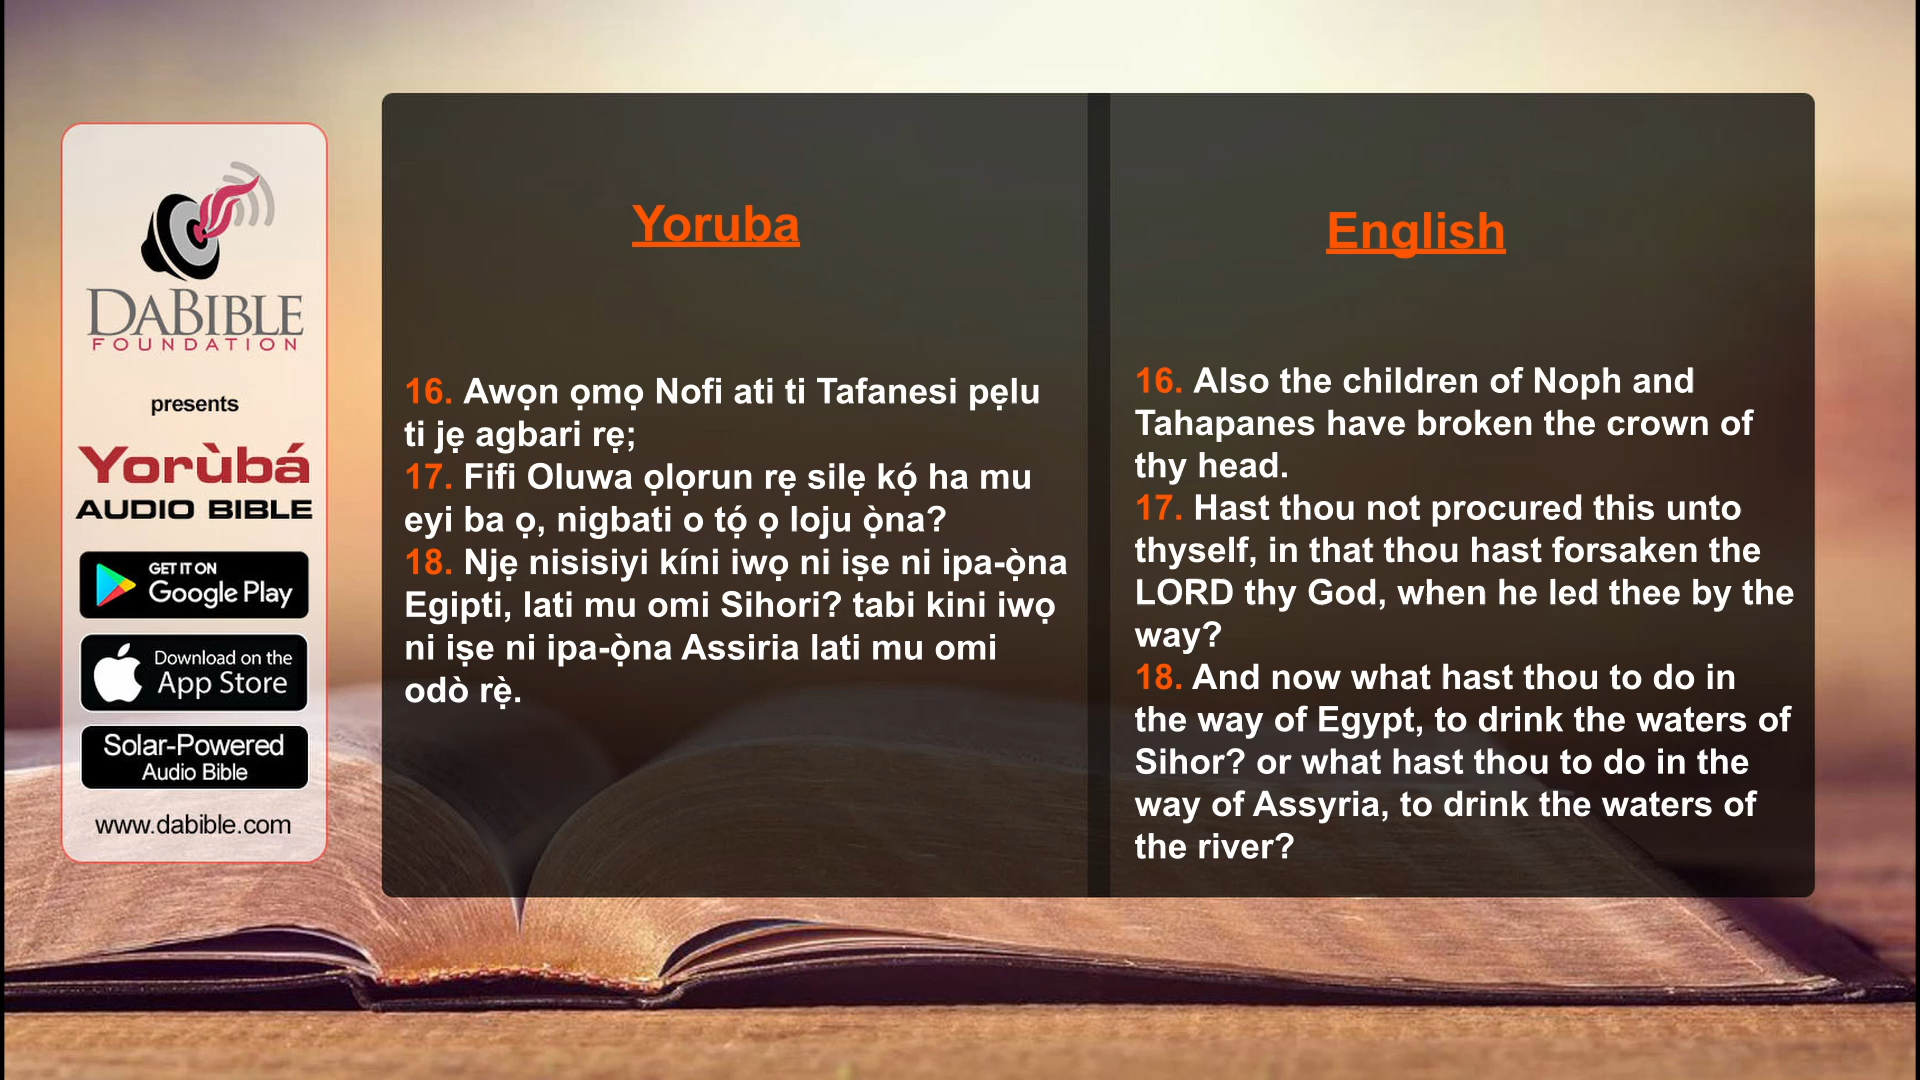 DABIBLE
FOUNDATION
presents
Yorùbá
AUDIO BIBLE
GET IT ON
Google Play
Download on the
App Store
Solar-Powered
Audio Bible
www.dabible.com
Yoruba
16. Awọn ọmọ Nofi ati ti Tafanesi pẹlu
ti jẹ agbari rẹ;
17. Fifi Oluwa ọlọrun rẹ silẹ kọ́ ha mu
eyi ba ọ, nigbati o tọ́ ọ loju ọ̀na?
18. Njẹ nisisiyi kíni iwọ ni iṣe ni ipa-ọ̀na
Egipti, lati mu omi Sihori? tabi kini iwọ
ni iṣe ni ipa-ọ̀na Assiria lati mu omi
odò rẹ̀.
English
16. Also the children of Noph and
Tahapanes have broken the crown of
thy head.
17. Hast thou not procured this unto
thyself, in that thou hast forsaken the
LORD thy God, when he led thee by the
way?
18. And now what hast thou to do in
the way of Egypt, to drink the waters of
Sihor? or what hast thou to do in the
way of Assyria, to drink the waters of
the river?